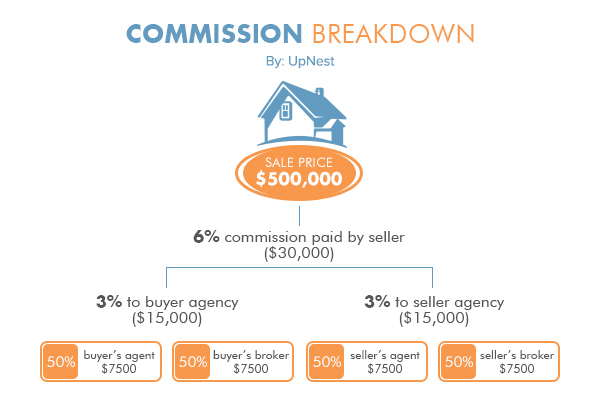 COMMISSION BREAKDOWN
By: UpNest
SALE PRICE
$500,000
6% commission paid by seller
($30,000)
3% to buyer agency
($15,000)
3% to seller agency
($15,000)
50%
buyer's agent
$7500
50%
buyer's broker
$7500
50%
seller's agent
$7500
50%
seller's broker
$7500